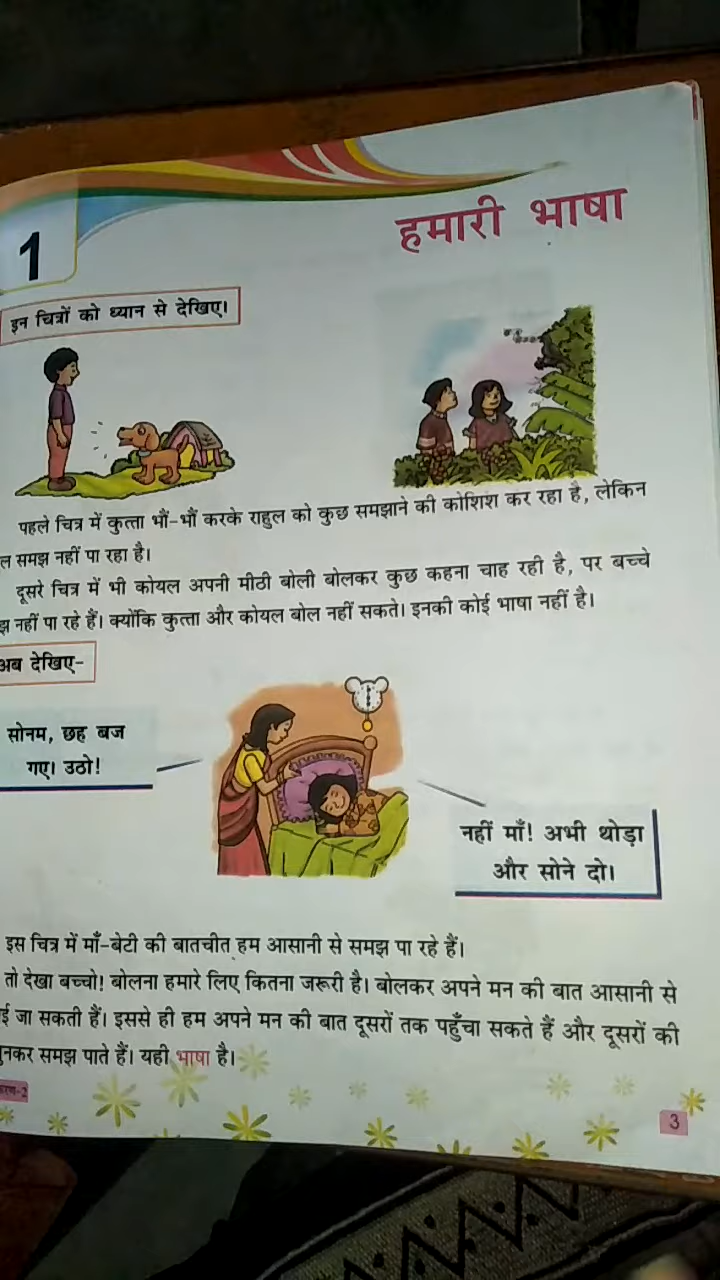 1
हमारी भाषा
इन चित्रों को ध्यान से देखिए।
पहले चित्र में कुत्ता भौं-भौं करके राहुल को कुछ समझाने की कोशिश कर रहा है, लेकिन
ल समझ नहीं पा रहा है।
दूसरे चित्र में भी कोयल अपनी मीठी बोली बोलकर कुछ कहना चाह रही है, पर बच्चे
झ नहीं पा रहे हैं। क्योंकि कुत्ता और कोयल बोल नहीं सकते। इनकी कोई भाषा नहीं है।
अब देखिए-
सोनम, छह बज
गए। उठो!
नहीं माँ! अभी थोड़ा
और सोने दो।
इस चित्र में माँ-बेटी की बातचीत हम आसानी से समझ पा रहे हैं।
तो देखा बच्चो! बोलना हमारे लिए कितना जरूरी है। बोलकर अपने मन की बात आसानी से
ई जा सकती हैं। इससे ही हम अपने मन की बात दूसरों तक पहुँचा सकते हैं और दूसरों की
नकर समझ पाते हैं। यही भाषा है।
रण-2
3